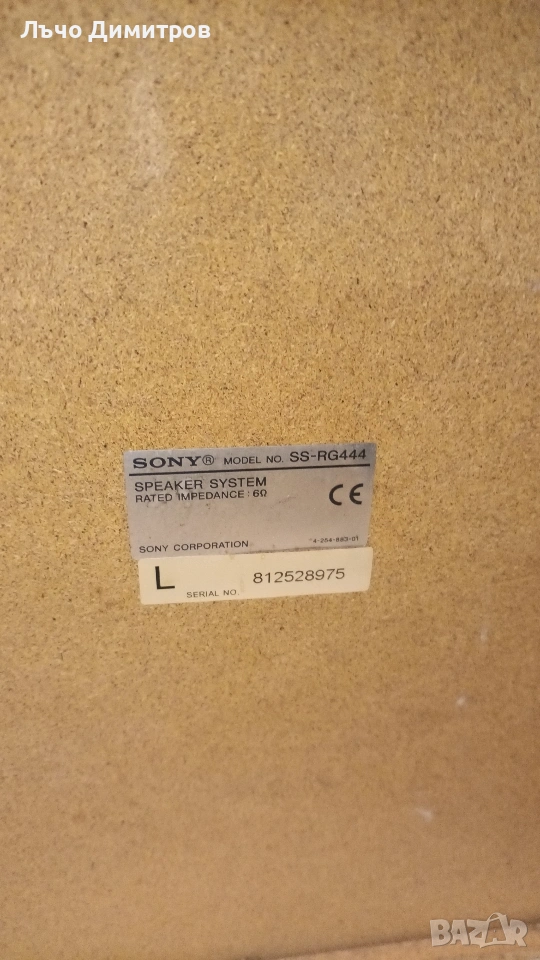 Лъчо Димитров
SONY® MODEL NO. SS-RG444
SPEAKER SYSTEM
RATED IMPEDANCE : 6Ω
CE
SONY CORPORATION 4-254-883-01
L SERIAL NO. 812528975
BAZAR